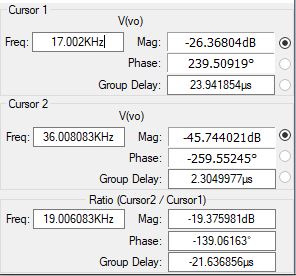 Cursor 1
V(vo)
Freq: 17.002KHz Mag: -26.36804dB
Phase: 239.50919°
Group Delay: 23.941854µs
Cursor 2
V(vo)
Freq: 36.008083KHz Mag: -45.744021dB
Phase: -259.55245°
Group Delay: 2.3049977µs
Ratio (Cursor2 / Cursor1)
Freq: 19.006083KHz Mag: -19.375981dB
Phase: -139.06163°
Group Delay: -21.636856µs